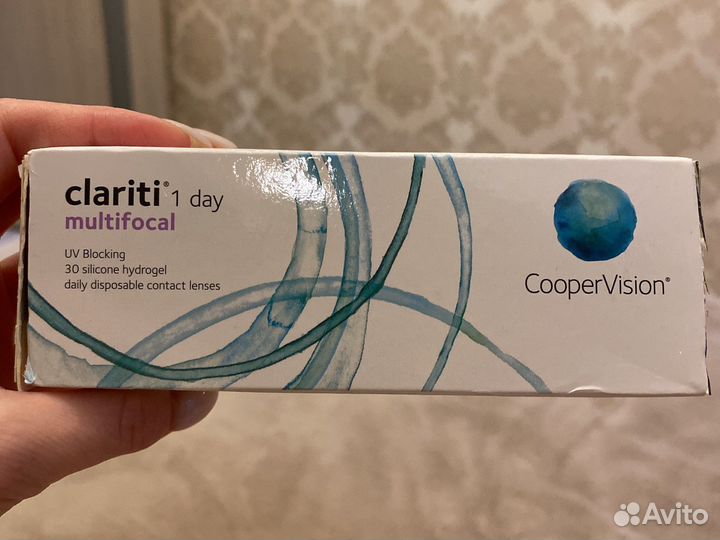 clariti® 1 day
multifocal
UV Blocking
30 silicone hydrogel
daily disposable contact lenses
CooperVision®
Avito